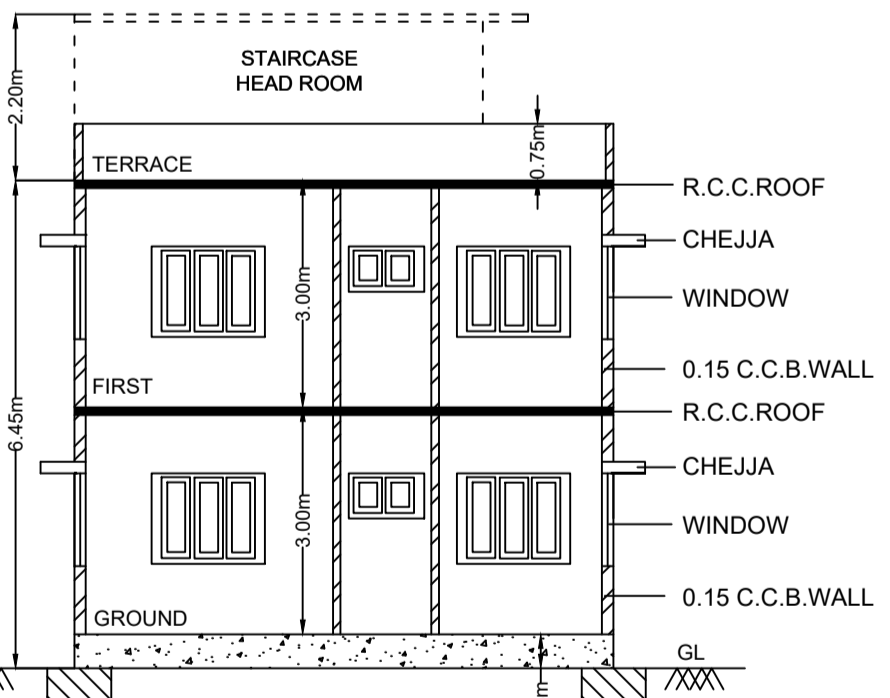 STAIRCASE
HEAD ROOM
2.20m
0.75m
TERRACE
R.C.C.ROOF
CHEJJA
WINDOW
3.00m
0.15 C.C.B.WALL
FIRST
R.C.C.ROOF
6.45m
CHEJJA
WINDOW
3.00m
0.15 C.C.B.WALL
GROUND
GL
m